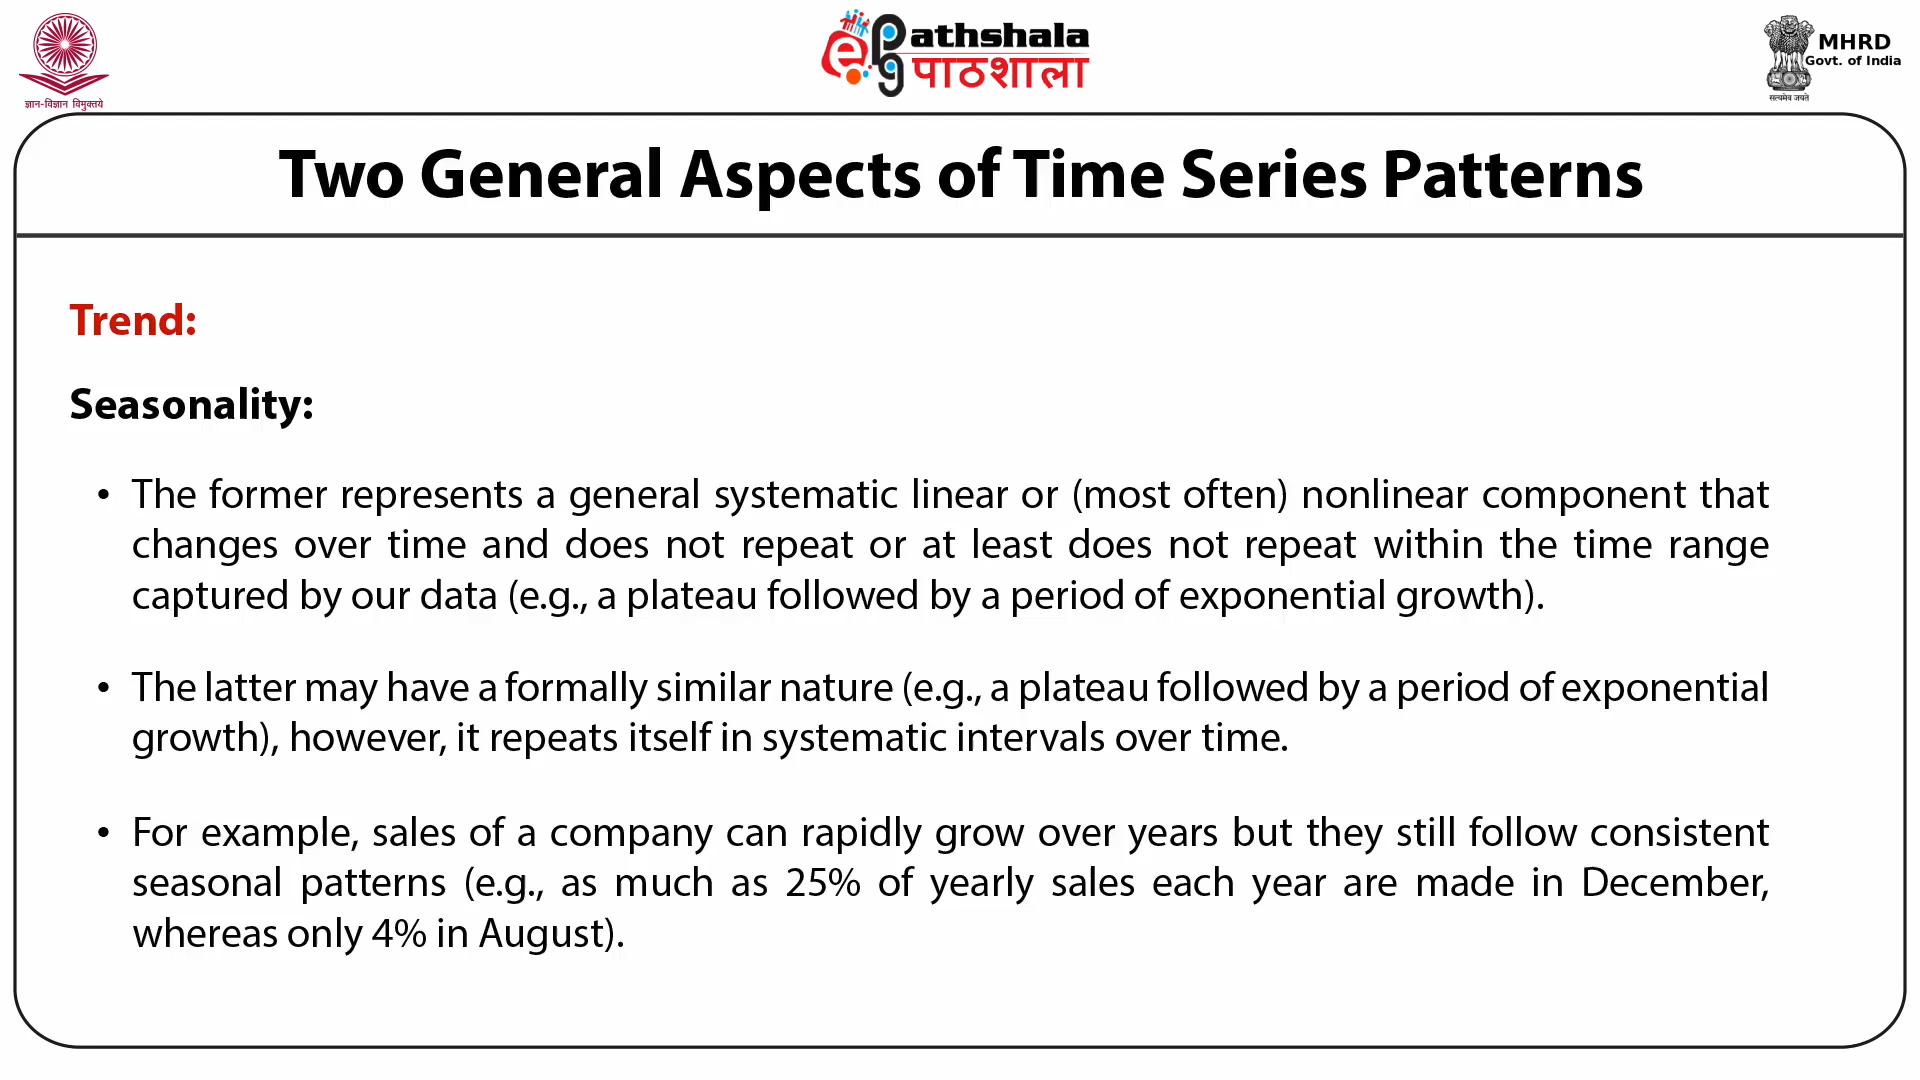 ज्ञान-विज्ञान विमुक्तये
e
Pathshala
पाठशाला
MHRD
Govt. of India
सत्यमेव जयते
Two General Aspects of Time Series Patterns
Trend:
Seasonality:
• The former represents a general systematic linear or (most often) nonlinear component that
changes over time and does not repeat or at least does not repeat within the time range
captured by our data (e.g., a plateau followed by a period of exponential growth).
• The latter may have a formally similar nature (e.g., a plateau followed by a period of exponential
growth), however, it repeats itself in systematic intervals over time.
• For example, sales of a company can rapidly grow over years but they still follow consistent
seasonal patterns (e.g., as much as 25% of yearly sales each year are made in December,
whereas only 4% in August).